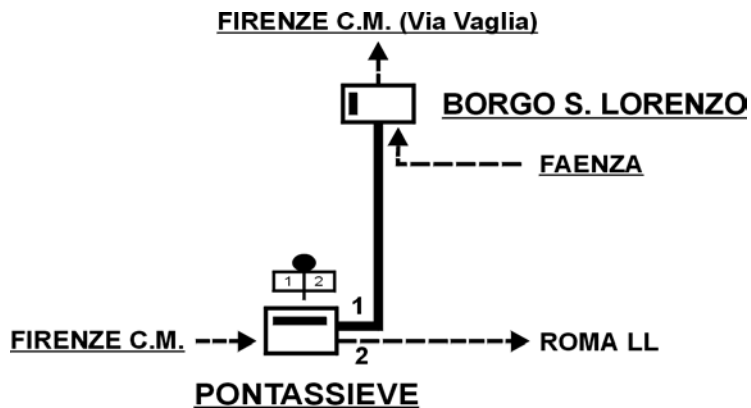 FIRENZE C.M. (Via Vaglia)
BORGO S. LORENZO
FAENZA
1 2
1
FIRENZE C.M.
2
ROMA LL
PONTASSIEVE